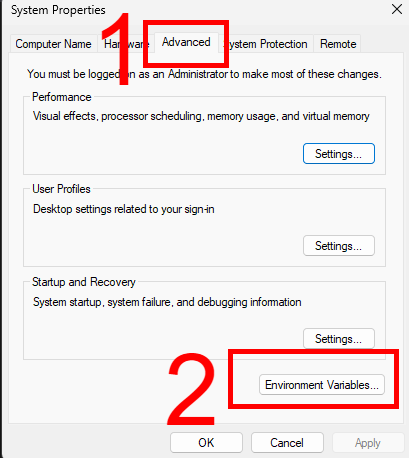 System Properties
1
Computer Name Hardware Advanced System Protection Remote
You must be logged on as an Administrator to make most of these changes.
Performance
Visual effects, processor scheduling, memory usage, and virtual memory
Settings...
User Profiles
Desktop settings related to your sign-in
Settings...
Startup and Recovery
System startup, system failure, and debugging information
Settings...
2
Environment Variables...
OK Cancel Apply